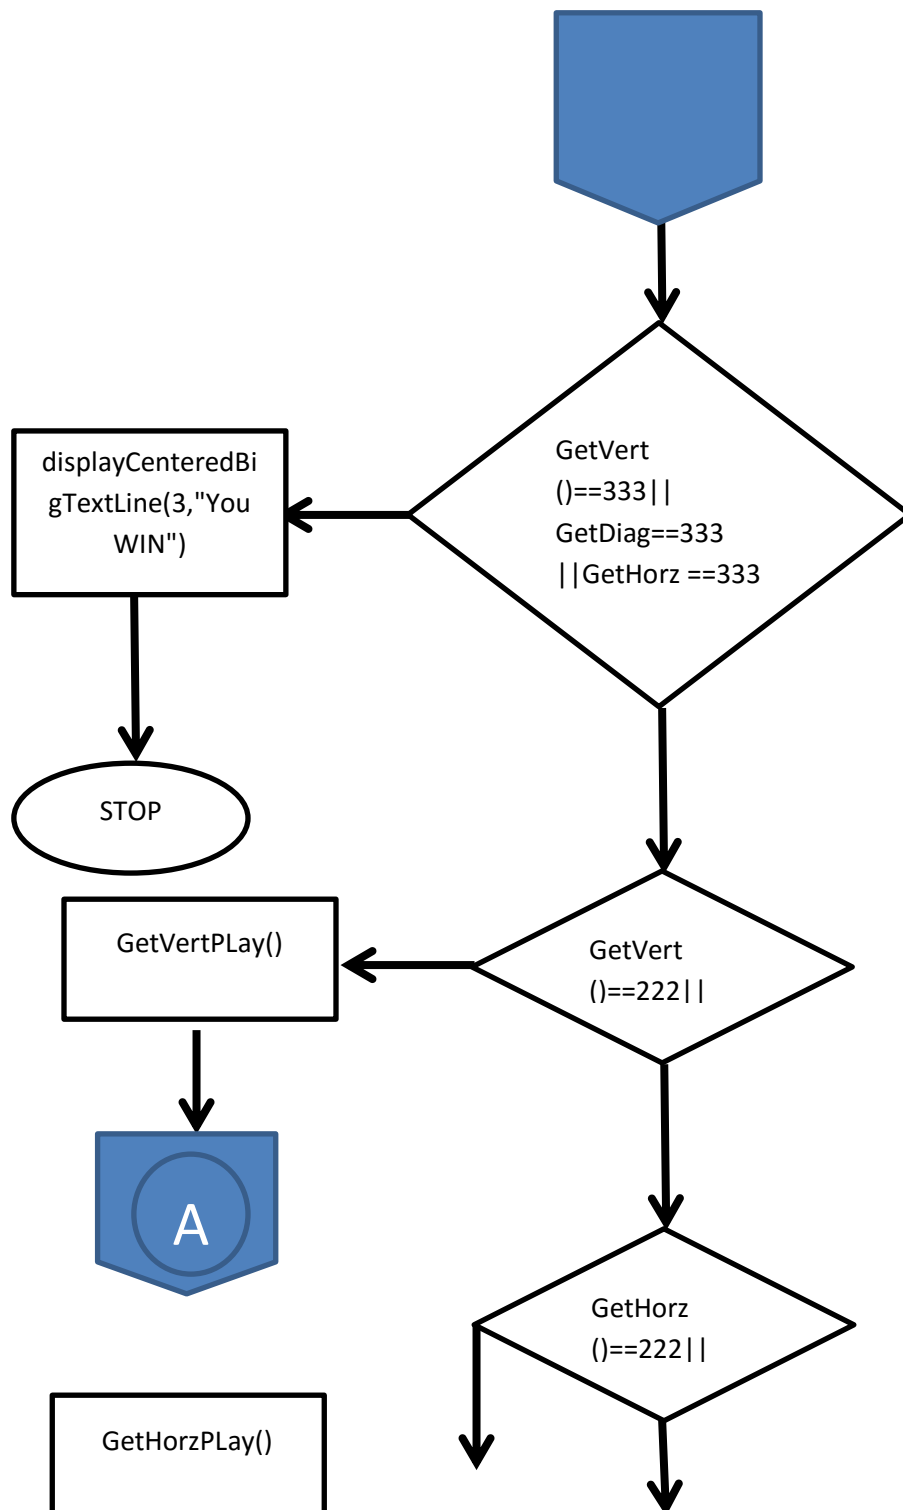 GetVert
()==333||
GetDiag==333
||GetHorz ==333
displayCenteredBi
gTextLine(3,"You
WIN")
STOP
GetVert
()==222||
GetVertPLay()
A
GetHorz
()==222||
GetHorzPLay()